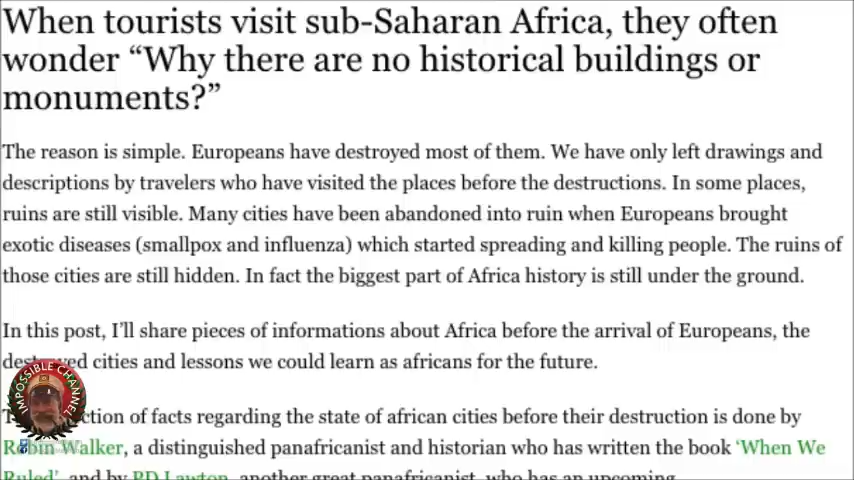 When tourists visit sub-Saharan Africa, they often
wonder “Why there are no historical buildings or
monuments?”
The reason is simple. Europeans have destroyed most of them. We have only left drawings and
descriptions by travelers who have visited the places before the destructions. In some places,
ruins are still visible. Many cities have been abandoned into ruin when Europeans brought
exotic diseases (smallpox and influenza) which started spreading and killing people. The ruins of
those cities are still hidden. In fact the biggest part of Africa history is still under the ground.
In this post, I’ll share pieces of informations about Africa before the arrival of Europeans, the
destroyed cities and lessons we could learn as africans for the future.
ction of facts regarding the state of african cities before their destruction is done by
Robin Walker, a distinguished panafricanist and historian who has written the book ‘When We
Ruled’, and by PD Lawton, another great panafricanist, who has an upcoming
IMPOSSIBLE CHANNEL